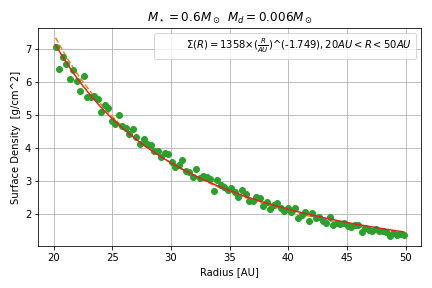 M⋆ = 0.6M⊙ M_d = 0.006M⊙
Σ(R) = 1358×(R/AU)^(-1.749), 20AU < R < 50AU
Surface Density [g/cm^2]
7
6
5
4
3
2
20 25 30 35 40 45 50
Radius [AU]